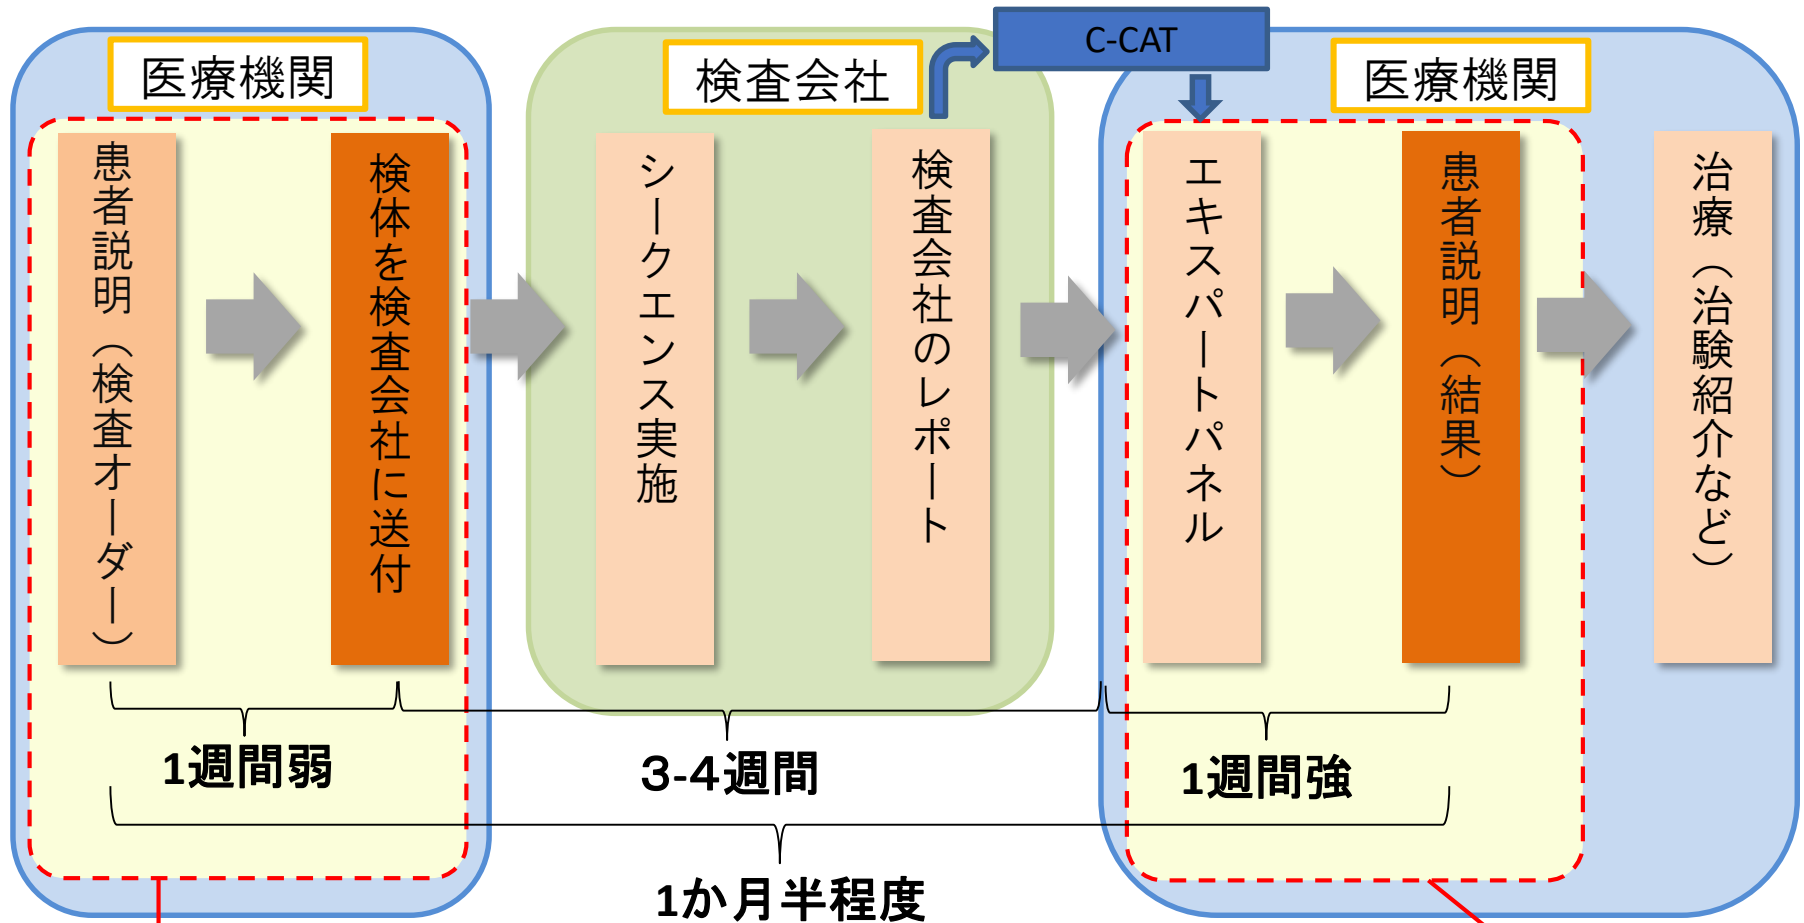 医療機関
検査会社
C-CAT
医療機関
患者説明（検査オーダー）
検体を検査会社に送付
シークエンス実施
検査会社のレポート
エキスパートパネル
患者説明（結果）
治療（治験紹介など）
1週間弱
３-４週間
1週間強
1か月半程度